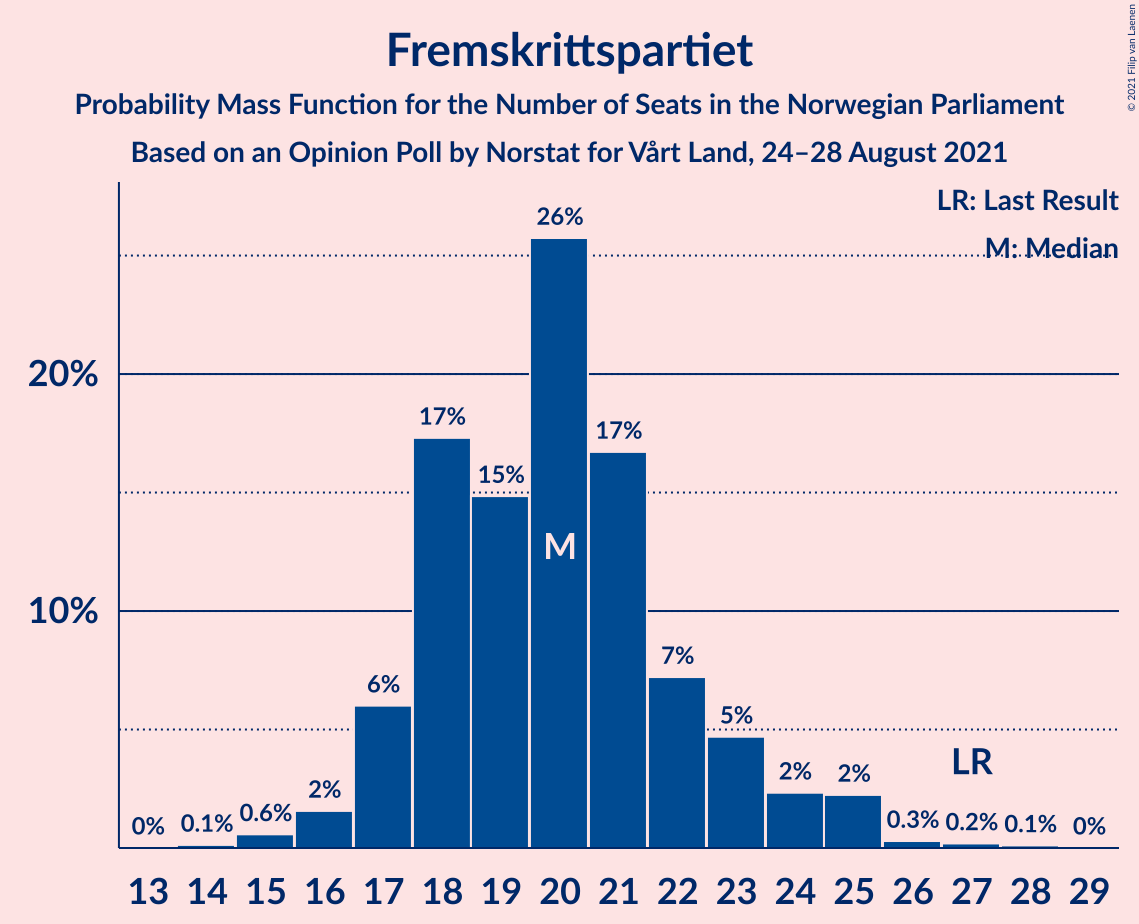 Fremskrittspartiet
Probability Mass Function for the Number of Seats in the Norwegian Parliament
Based on an Opinion Poll by Norstat for Vårt Land, 24–28 August 2021
© 2021 Filip van Laenen
LR: Last Result
M: Median
26%
20%
17%
17%
15%
M
10%
7%
6%
5%
LR
2%
2%
2%
0.6%
0.3%
0.2%
0.1%
0.1%
0%
0%
13 14 15 16 17 18 19 20 21 22 23 24 25 26 27 28 29